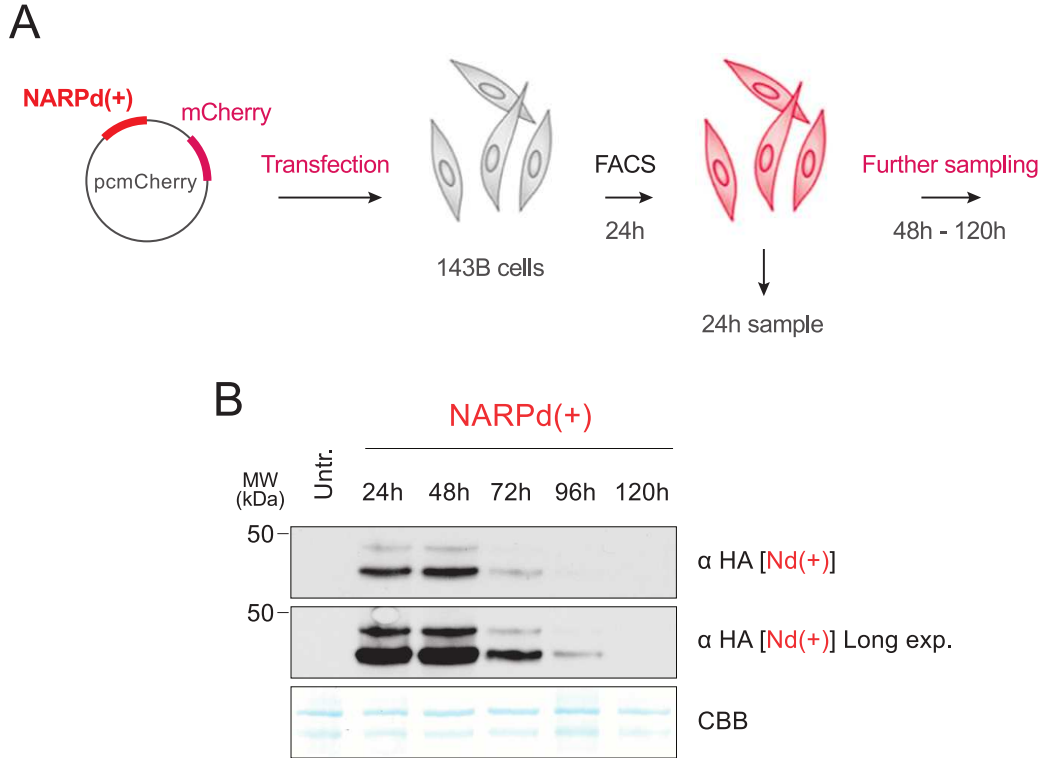 A
NARPd(+)
mCherry
pcmCherry
Transfection
143B cells
FACS
24h
24h sample
Further sampling
48h - 120h
B
NARPd(+)
MW
(kDa)
Untr.
24h 48h 72h 96h 120h
50
α HA [Nd(+)]
50
α HA [Nd(+)] Long exp.
CBB